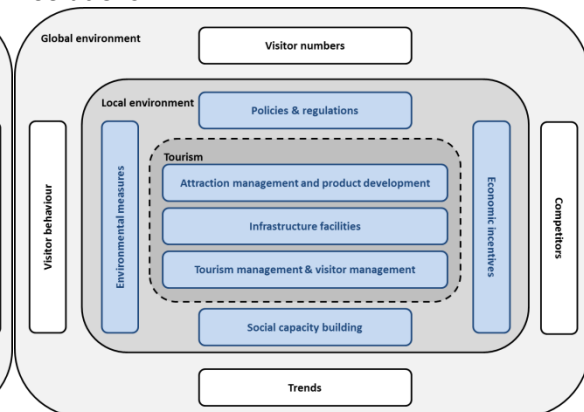 Global environment
Visitor numbers
Local environment
Policies & regulations
Visitor behaviour
Environmental measures
Tourism
Attraction management and product development
Infrastructure facilities
Tourism management & visitor management
Economic incentives
Competitors
Social capacity building
Trends